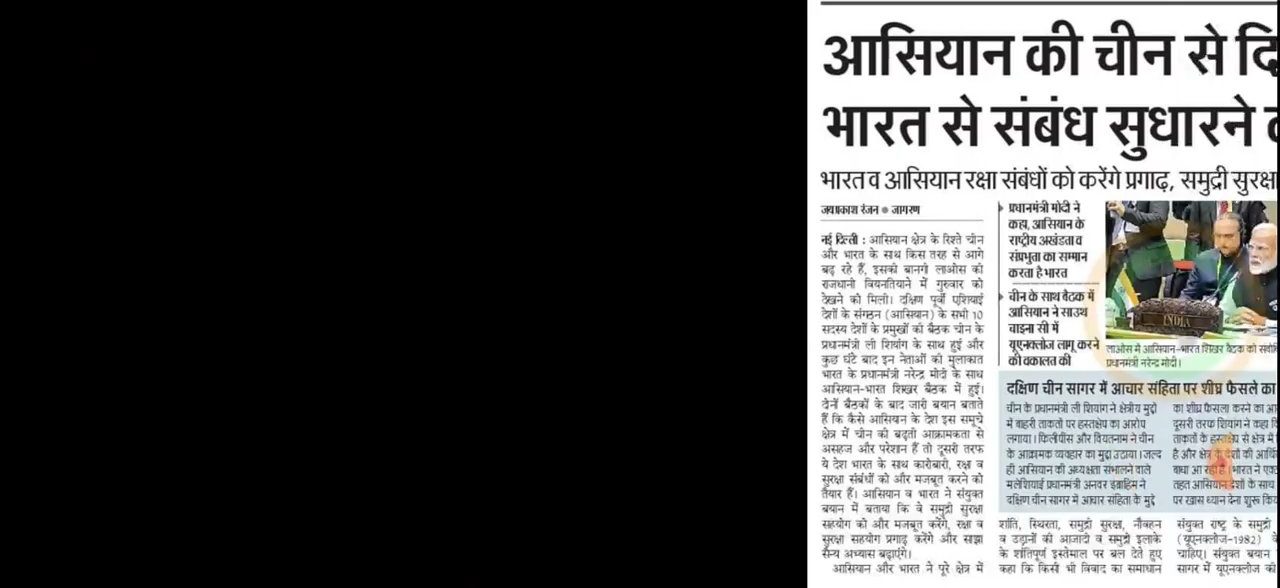 आसियान की चीन से दि
भारत से संबंध सुधारने
भारत व आसियान रक्षा संबंधों को करेंगे प्रगाढ़, समुद्री सुरक्षा
जयप्रकाश रंजन ● जागरण
नई दिल्ली : आसियान क्षेत्र के रिश्ते चीन
और भारत के साथ किस तरह से आगे
बढ़ रहे हैं, इसकी बानगी लाओस की
राजधानी वियनतियाने में गुरुवार को
देखने को मिली। दक्षिण पूर्वी एशियाई
देशों के संगठन (आसियान) के सभी 10
सदस्य देशों के प्रमुखों की बैठक चीन के
प्रधानमंत्री ली शियांग के साथ हुई और
कुछ घंटे बाद इन नेताओं की मुलाकात
भारत के प्रधानमंत्री नरेन्द्र मोदी के साथ
आसियान-भारत शिखर बैठक में हुई।
दोनों बैठकों के बाद जारी बयान बताते
हैं कि कैसे आसियान के देश इस समूचे
क्षेत्र में चीन की बढ़ती आक्रामकता से
असहज और परेशान हैं तो दूसरी तरफ
ये देश भारत के साथ कारोबारी, रक्षा व
सुरक्षा संबंधों को और मजबूत करने को
तैयार हैं। आसियान व भारत ने संयुक्त
बयान में बताया कि वे समुद्री सुरक्षा
सहयोग को और मजबूत करेंगे, रक्षा व
सुरक्षा सहयोग प्रगाढ़ करेंगे और साझा
सैन्य अभ्यास बढ़ाएंगे।
आसियान और भारत ने पूरे क्षेत्र में
प्रधानमंत्री मोदी ने
कहा, आसियान के
राष्ट्रीय अखंडता व
संप्रभुता का सम्मान
करता है भारत
चीन के साथ बैठक में
आसियान ने साउथ
चाइना सी में
यूएनक्लोज लागू करने
की वकालत की
INDIA
लाओस में आसियान-भारत शिखर बैठक को संबो
प्रधानमंत्री नरेन्द्र मोदी।
दक्षिण चीन सागर में आचार संहिता पर शीघ्र फैसले का
चीन के प्रधानमंत्री ली शियांग ने क्षेत्रीय मुद्दों
में बाहरी ताकतों पर हस्तक्षेप का आरोप
लगाया। फिलीपींस और वियतनाम ने चीन
के आक्रामक व्यवहार का मुद्दा उठाया। जल्द
ही आसियान की अध्यक्षता संभालने वाले
मलेशियाई प्रधानमंत्री अनवर इब्राहिम ने
दक्षिण चीन सागर में आचार संहिता के मुद्दे
का शीघ्र फैसला करने का आ
दूसरी तरफ शियांग ने कहा कि
ताकतों के हस्तक्षेप से क्षेत्र में
है और क्षेत्र के देशों की आर्थि
बाधा आ रही है। भारत ने एक्
तहत आसियान देशों के साथ
पर खास ध्यान देना शुरू कि
शांति, स्थिरता, समुद्री सुरक्षा, नौवहन
व उड़ानों की आजादी व समुद्री इलाके
के शांतिपूर्ण इस्तेमाल पर बल देते हुए
कहा कि किसी भी विवाद का समाधान
संयुक्त राष्ट्र के समुद्री
(यूएनक्लोज-1982)
चाहिए। संयुक्त बयान
सागर में यूएनक्लोज की